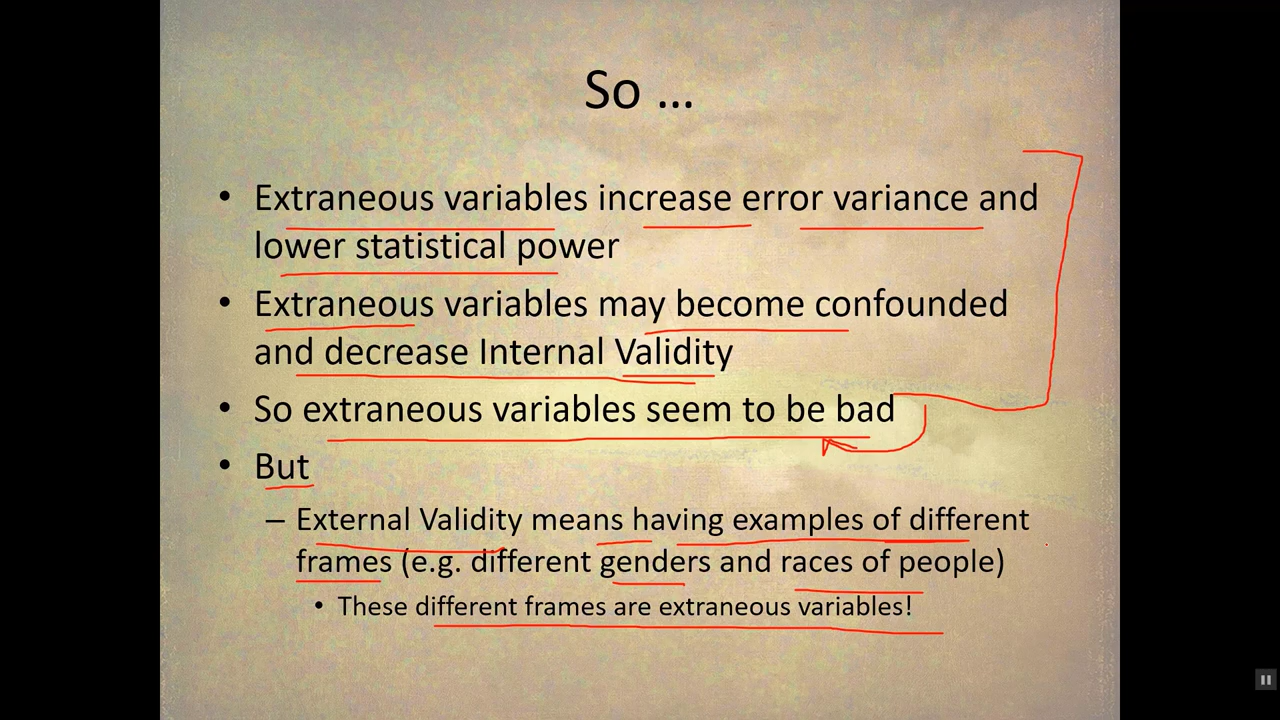 So …
• Extraneous variables increase error variance and
lower statistical power
• Extraneous variables may become confounded
and decrease Internal Validity
• So extraneous variables seem to be bad
• But
– External Validity means having examples of different
frames (e.g. different genders and races of people)
• These different frames are extraneous variables!